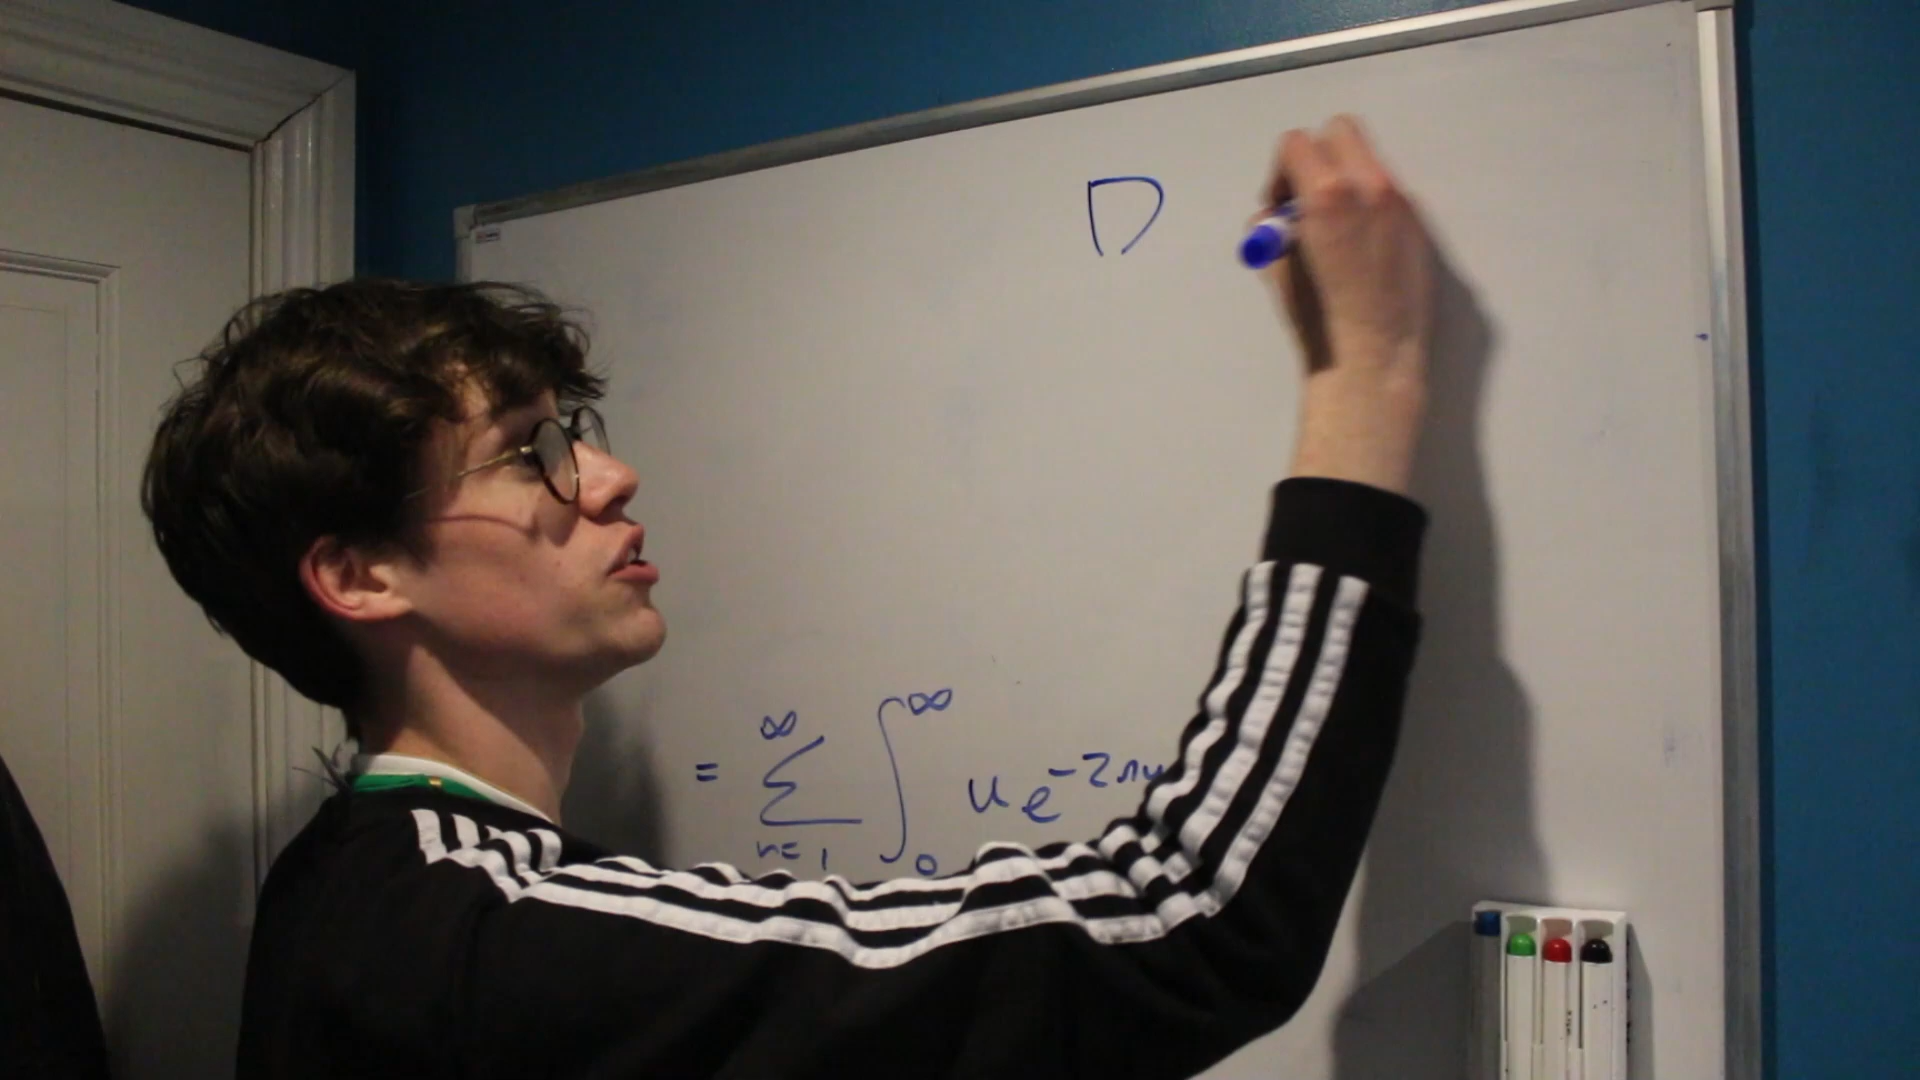 D
= ∞ ∑ n=1 ∫ ∞ 0 u e^-2nu